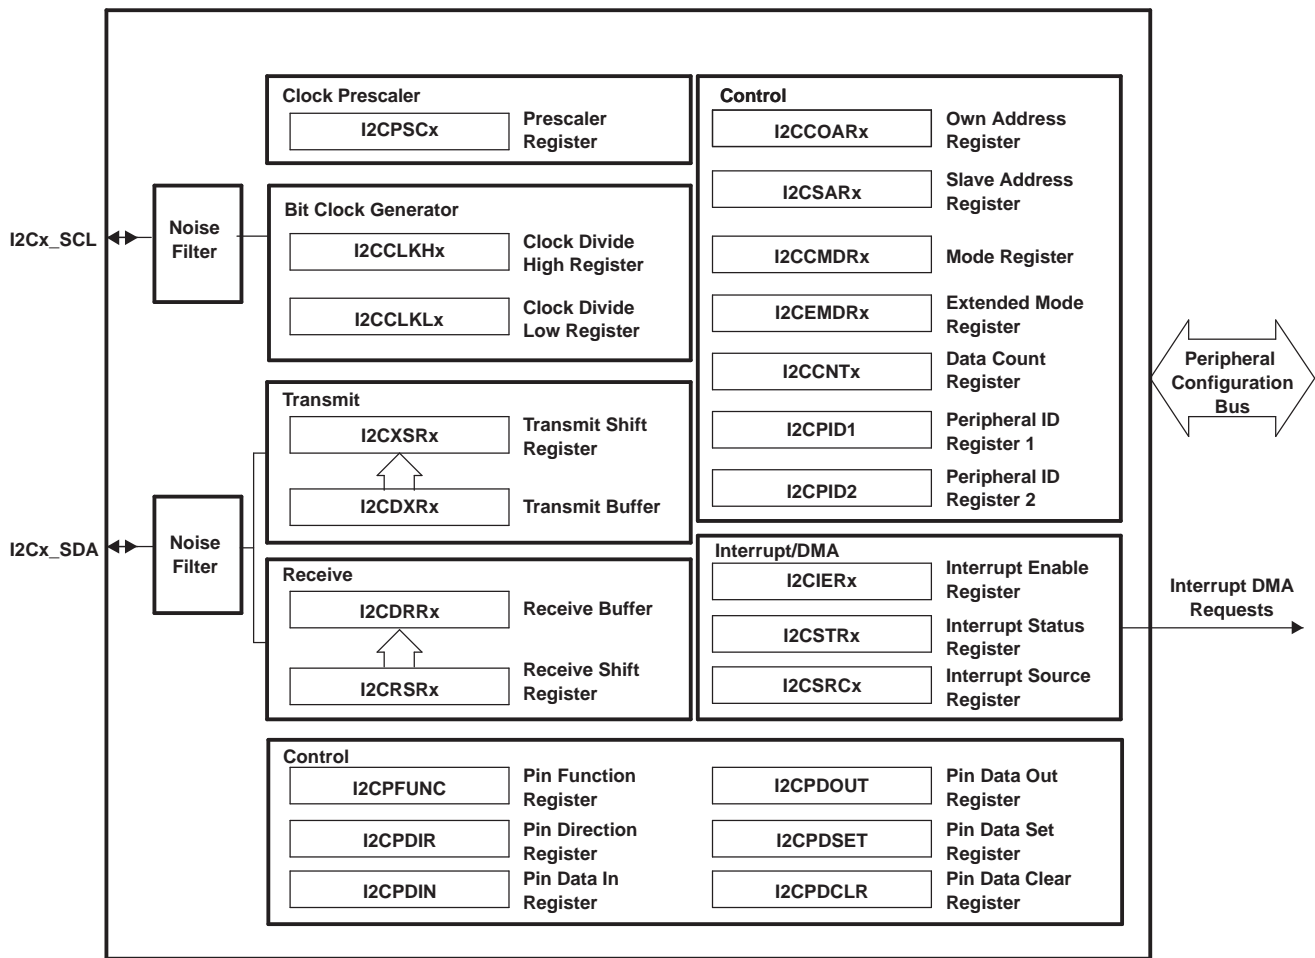 Clock Prescaler
I2CPSCx
Prescaler
Register
I2Cx_SCL
Noise
Filter
Bit Clock Generator
I2CCLKHx
Clock Divide
High Register
I2CCLKLx
Clock Divide
Low Register
Transmit
I2CXSRx
Transmit Shift
Register
I2CDXRx
Transmit Buffer
I2Cx_SDA
Noise
Filter
Receive
I2CDRRx
Receive Buffer
I2CRSRx
Receive Shift
Register
Control
I2CCOARx
Own Address
Register
I2CSARx
Slave Address
Register
I2CCMDRx
Mode Register
I2CEMDRx
Extended Mode
Register
I2CCNTx
Data Count
Register
I2CPID1
Peripheral ID
Register 1
I2CPID2
Peripheral ID
Register 2
Peripheral
Configuration
Bus
Interrupt/DMA
I2CIERx
Interrupt Enable
Register
I2CSTRx
Interrupt Status
Register
I2CSRCx
Interrupt Source
Register
Interrupt DMA
Requests
Control
I2CPFUNC
Pin Function
Register
I2CPDIR
Pin Direction
Register
I2CPDIN
Pin Data In
Register
I2CPDOUT
Pin Data Out
Register
I2CPDSET
Pin Data Set
Register
I2CPDCLR
Pin Data Clear
Register